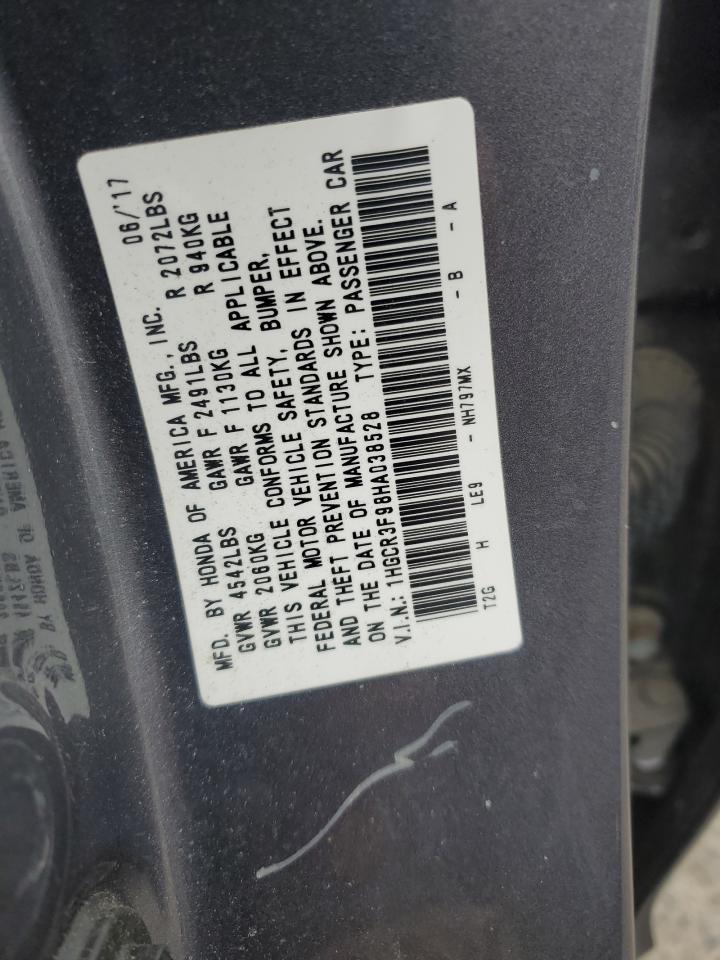 MFD. BY HONDA OF AMERICA MFG., INC. 06/'17
GVWR 4542LBS GAWR F 2491LBS R 2072LBS
GVWR 2060KG GAWR F 1130KG R 940KG
THIS VEHICLE CONFORMS TO ALL APPLICABLE
FEDERAL MOTOR VEHICLE SAFETY, BUMPER,
AND THEFT PREVENTION STANDARDS IN EFFECT
ON THE DATE OF MANUFACTURE SHOWN ABOVE.
V.I.N.: 1HGCR3F98HA038528 TYPE: PASSENGER CAR
T2G H LE9 - NH797MX - B - A